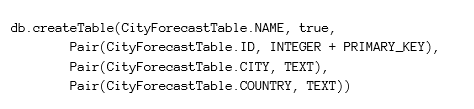 db.createTable(CityForecastTable.NAME, true,
        Pair(CityForecastTable.ID, INTEGER + PRIMARY_KEY),
        Pair(CityForecastTable.CITY, TEXT),
        Pair(CityForecastTable.COUNTRY, TEXT))